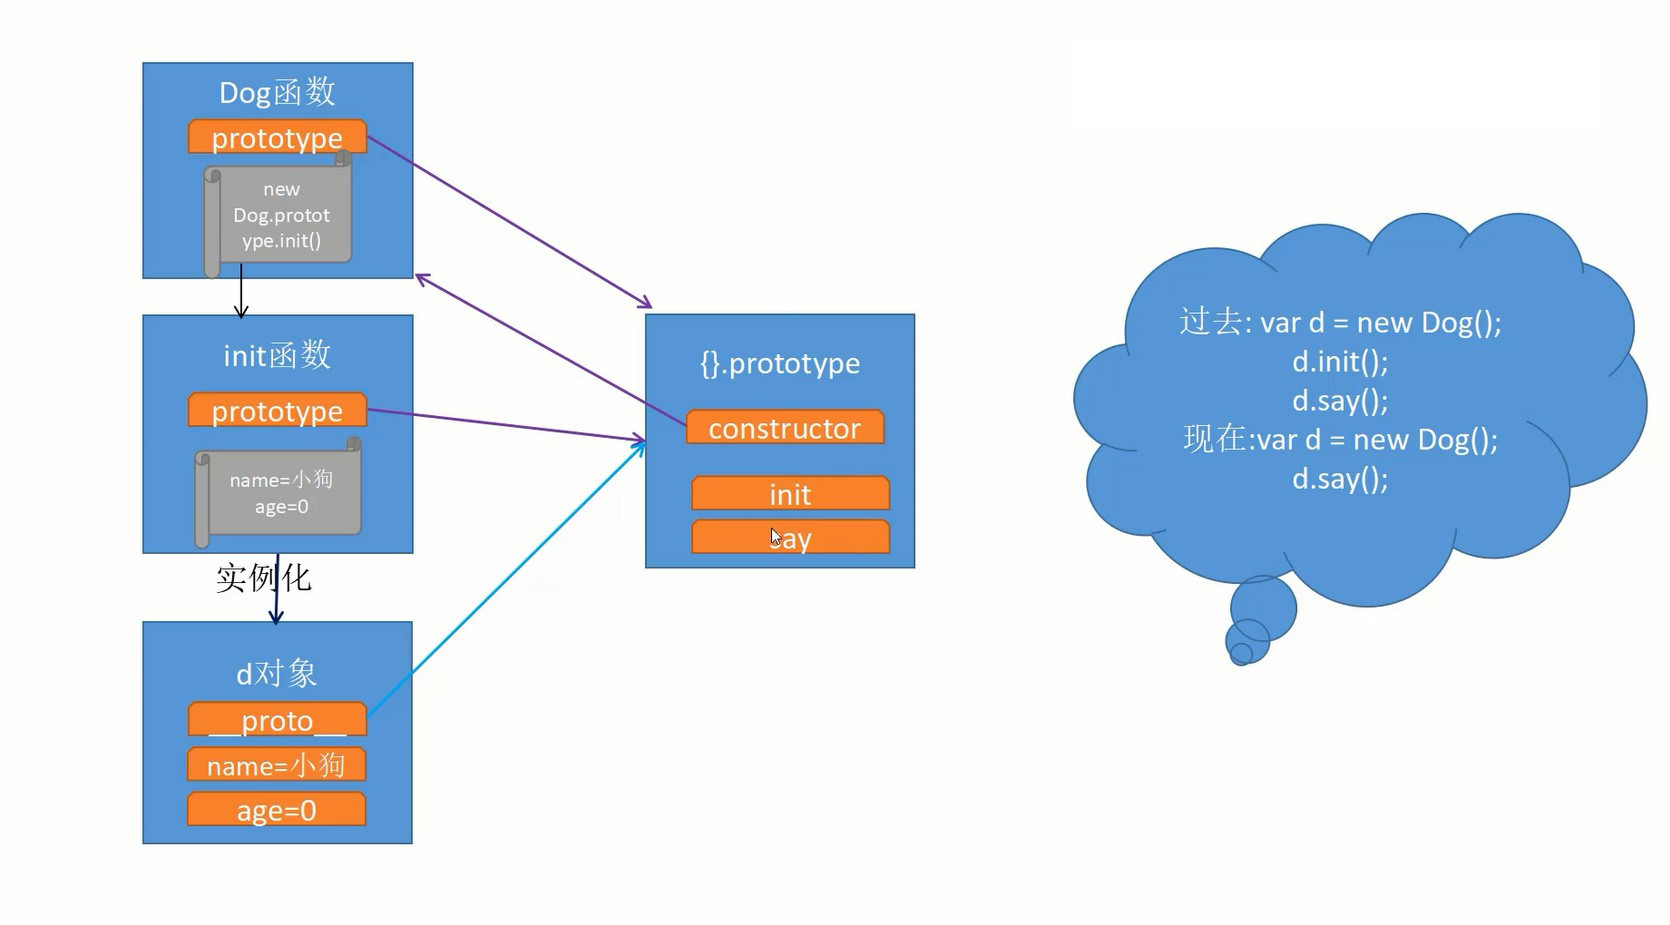 Dog函数
prototype
new
Dog.protot
ype.init()
init函数
prototype
name=小狗
age=0
实例化
d对象
__proto__
name=小狗
age=0
{}.prototype
constructor
init
say
过去: var d = new Dog();
d.init();
d.say();
现在:var d = new Dog();
d.say();